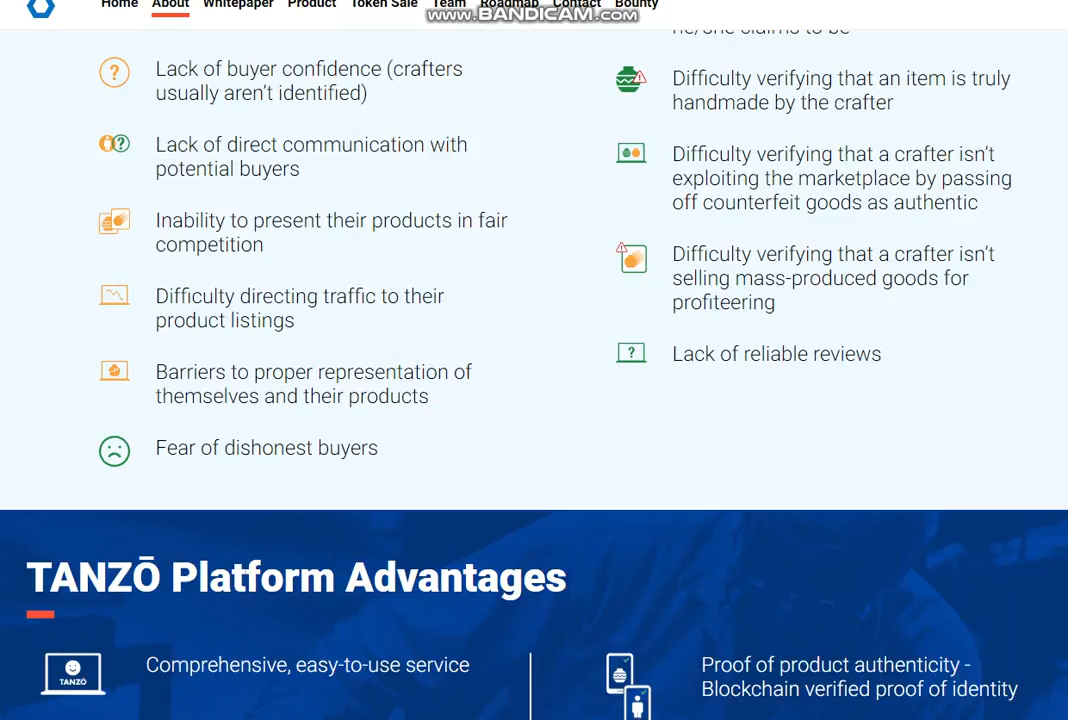 Home About Whitepaper Product Token Sale Team Roadmap Contact Bounty
www.BANDICAM.com
Lack of buyer confidence (crafters
usually aren't identified)
Lack of direct communication with
potential buyers
Inability to present their products in fair
competition
Difficulty directing traffic to their
product listings
Barriers to proper representation of
themselves and their products
Fear of dishonest buyers
he/she claims to be
Difficulty verifying that an item is truly
handmade by the crafter
Difficulty verifying that a crafter isn't
exploiting the marketplace by passing
off counterfeit goods as authentic
Difficulty verifying that a crafter isn't
selling mass-produced goods for
profiteering
Lack of reliable reviews
TANZŌ Platform Advantages
TANZŌ
Comprehensive, easy-to-use service
Proof of product authenticity -
Blockchain verified proof of identity